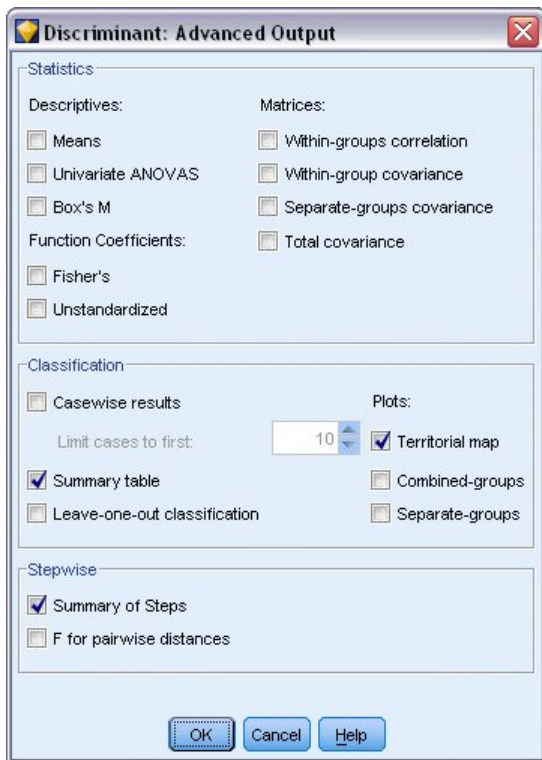 Discriminant: Advanced Output
Statistics
Descriptives:
Means
Univariate ANOVAS
Box's M
Function Coefficients:
Fisher's
Unstandardized
Matrices:
Within-groups correlation
Within-group covariance
Separate-groups covariance
Total covariance
Classification
Casewise results
Limit cases to first: 10
Summary table
Leave-one-out classification
Plots:
Territorial map
Combined-groups
Separate-groups
Stepwise
Summary of Steps
F for pairwise distances
OK Cancel Help